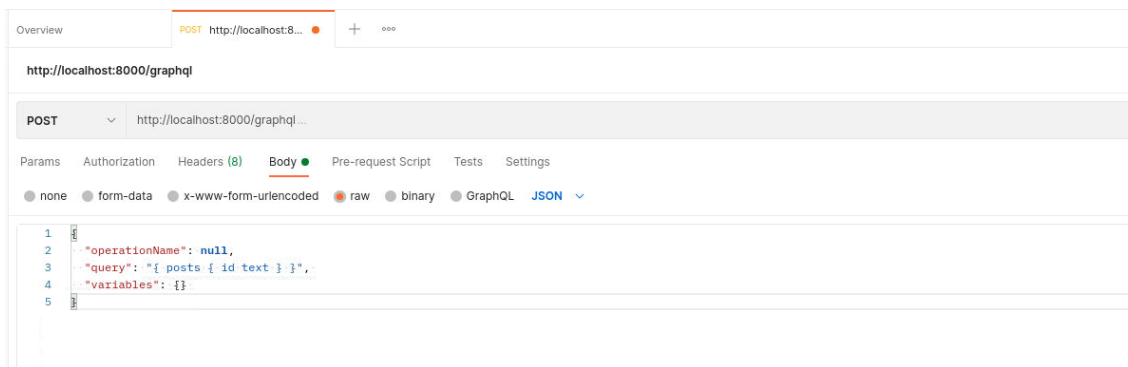 Overview POST http://localhost:8... + ooo
http://localhost:8000/graphql
POST http://localhost:8000/graphql...
Params Authorization Headers (8) Body Pre-request Script Tests Settings
none form-data x-www-form-urlencoded raw binary GraphQL JSON
1 {
2 "operationName": null,
3 "query": "{ posts { id text } }",
4 "variables": {}
5 }